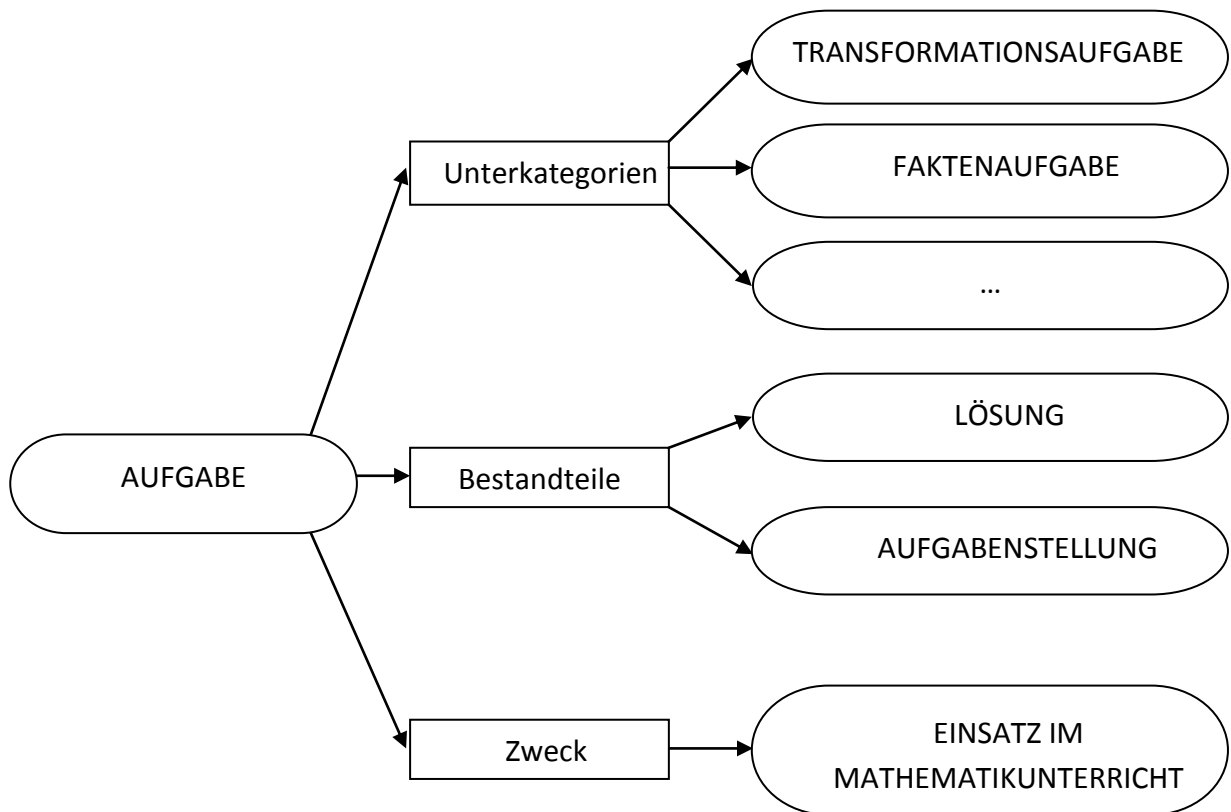 TRANSFORMATIONSAUFGABE
Unterkategorien
FAKTENAUFGABE
...
LÖSUNG
AUFGABE
Bestandteile
AUFGABENSTELLUNG
Zweck
EINSATZ IM
MATHEMATIKUNTERRICHT